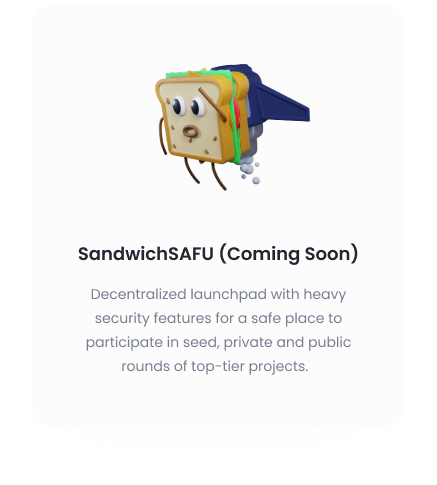 SandwichSAFU (Coming Soon)
Decentralized launchpad with heavy
security features for a safe place to
participate in seed, private and public
rounds of top-tier projects.